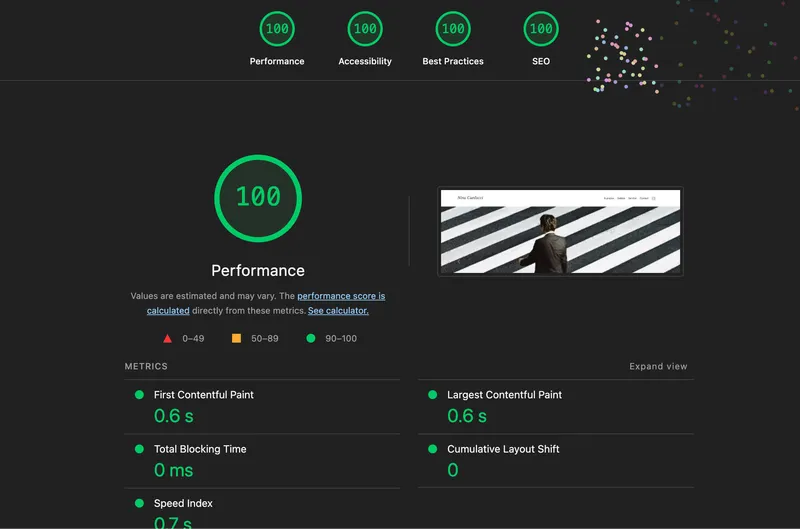 100
100
100
100
Performance
Accessibility
Best Practices
SEO
100
Performance
Values are estimated and may vary. The performance score is
calculated directly from these metrics. See calculator.
0–49
50–89
90–100
METRICS
Expand view
First Contentful Paint
0.6 s
Largest Contentful Paint
0.6 s
Total Blocking Time
0 ms
Cumulative Layout Shift
0
Speed Index
0.7 s